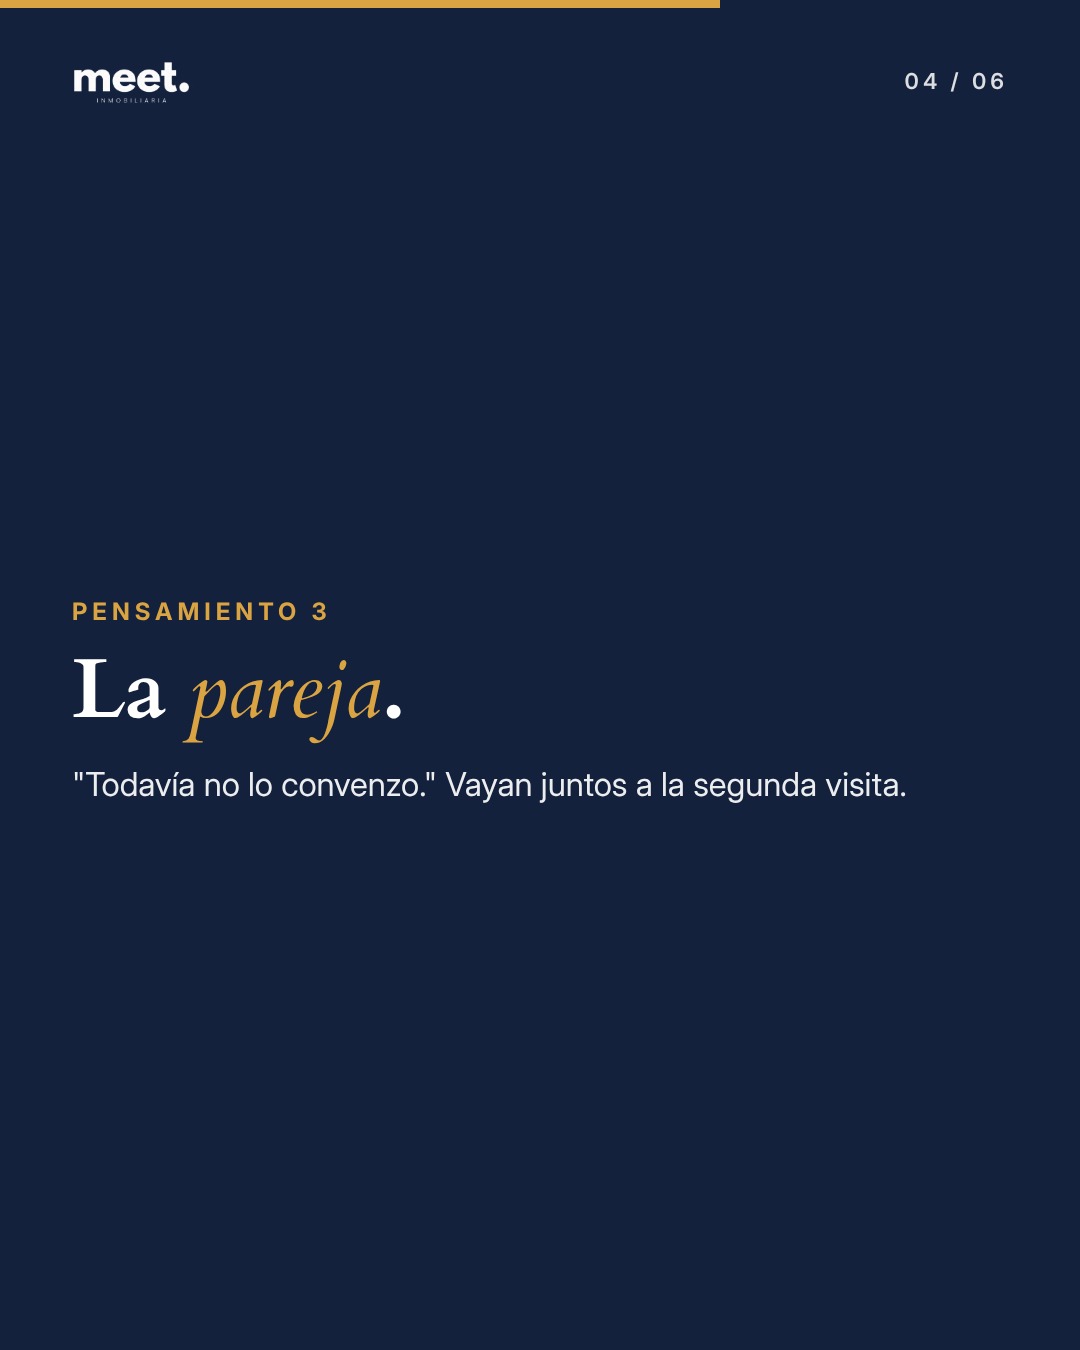 meet.
INMOBILIARIA
04 / 06
PENSAMIENTO 3
La pareja.
"Todavía no lo convenzo." Vayan juntos a la segunda visita.